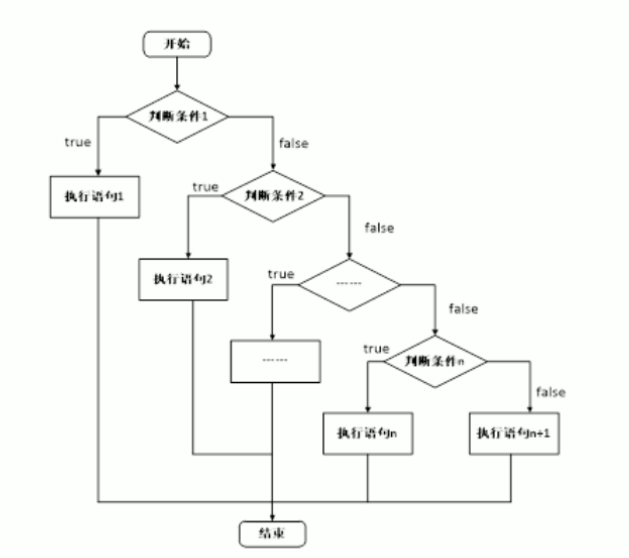 开始
判断条件1
true
false
执行语句1
true
判断条件2
false
执行语句2
true
……
false
……
true
判断条件n
false
执行语句n
执行语句n+1
结束